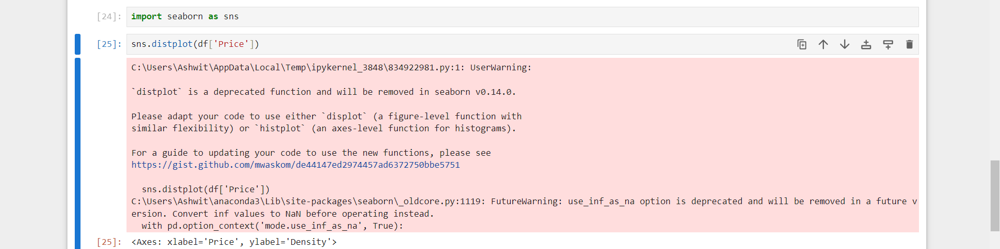 [24]: import seaborn as sns
[25]: sns.distplot(df['Price'])
C:\Users\Ashwit\AppData\Local\Temp\ipykernel_3848\834922981.py:1: UserWarning:
`distplot` is a deprecated function and will be removed in seaborn v0.14.0.
Please adapt your code to use either `displot` (a figure-level function with
similar flexibility) or `histplot` (an axes-level function for histograms).
For a guide to updating your code to use the new functions, please see
https://gist.github.com/mwaskom/de44147ed2974457ad6372750bbe5751
sns.distplot(df['Price'])
C:\Users\Ashwit\anaconda3\Lib\site-packages\seaborn\_oldcore.py:1119: FutureWarning: use_inf_as_na option is deprecated and will be removed in a future v
ersion. Convert inf values to NaN before operating instead.
with pd.option_context('mode.use_inf_as_na', True):
[25]: <Axes: xlabel='Price', ylabel='Density'>